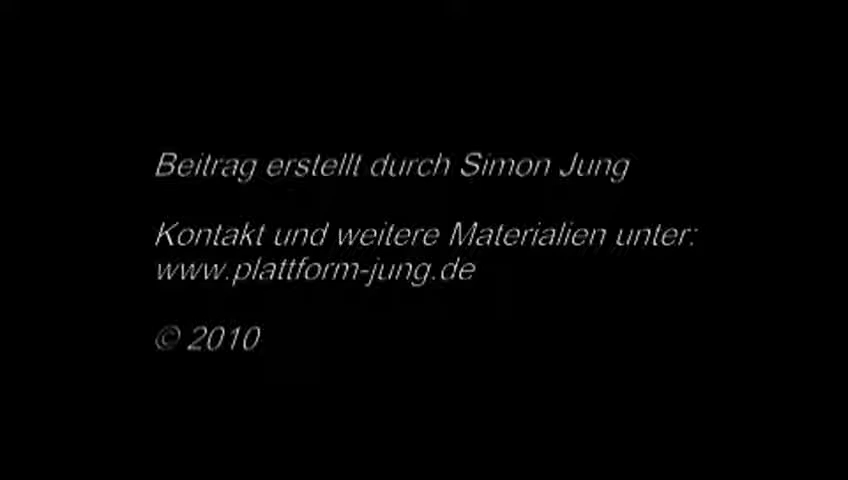 Beitrag erstellt durch Simon Jung
Kontakt und weitere Materialien unter:
www.plattform-jung.de
© 2010